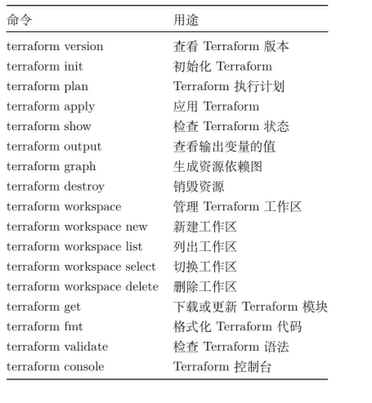 命令 用途
terraform version 查看 Terraform 版本
terraform init 初始化 Terraform
terraform plan Terraform 执行计划
terraform apply 应用 Terraform
terraform show 检查 Terraform 状态
terraform output 查看输出变量的值
terraform graph 生成资源依赖图
terraform destroy 销毁资源
terraform workspace 管理 Terraform 工作区
terraform workspace new 新建工作区
terraform workspace list 列出工作区
terraform workspace select 切换工作区
terraform workspace delete 删除工作区
terraform get 下载或更新 Terraform 模块
terraform fmt 格式化 Terraform 代码
terraform validate 检查 Terraform 语法
terraform console Terraform 控制台